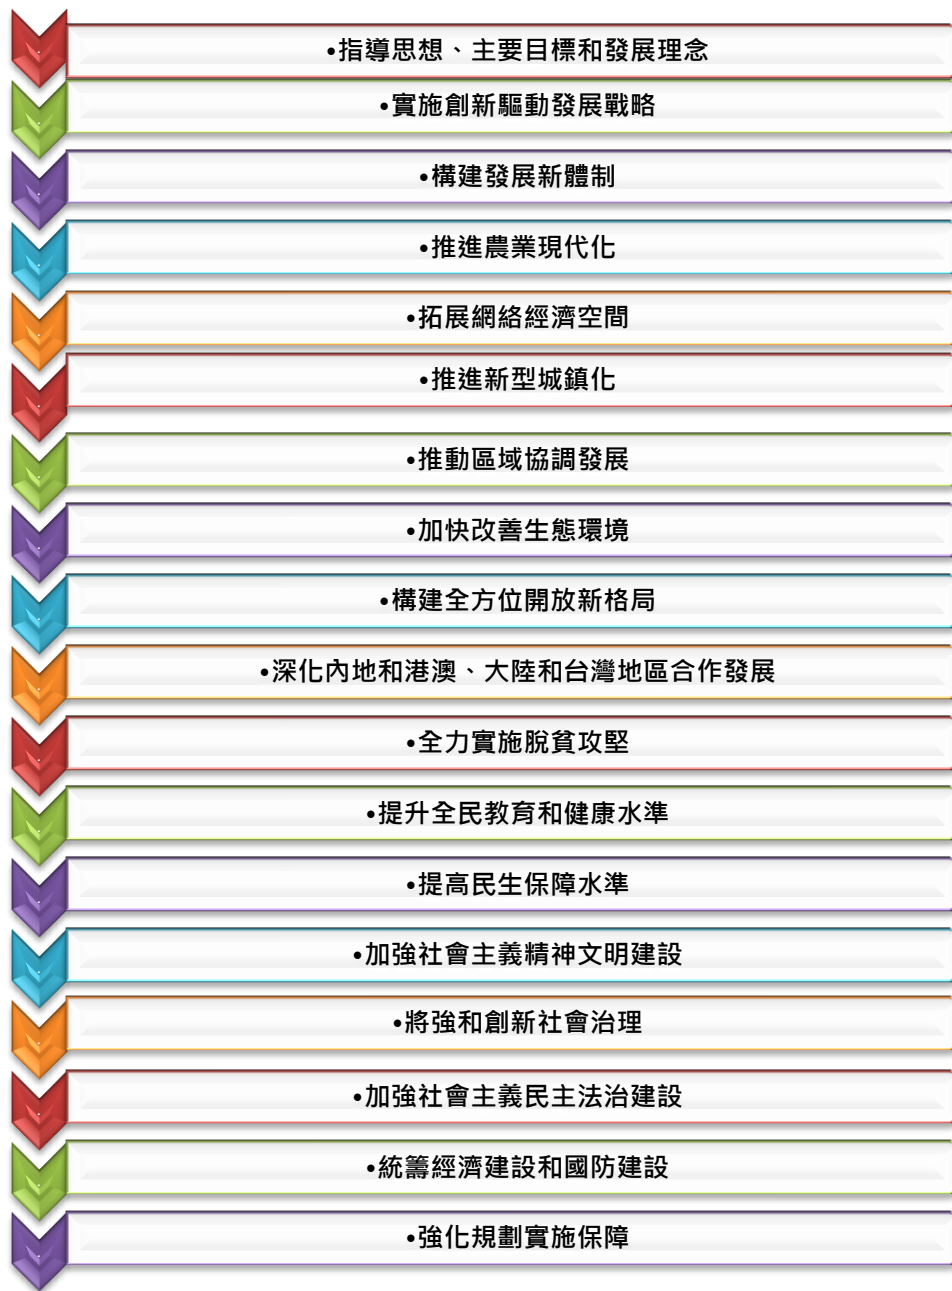 •指導思想、主要目標和發展理念
•實施創新驅動發展戰略
•構建發展新體制
•推進農業現代化
•拓展網絡經濟空間
•推進新型城鎮化
•推動區域協調發展
•加快改善生態環境
•構建全方位開放新格局
•深化內地和港澳、大陸和台灣地區合作發展
•全力實施脫貧攻堅
•提升全民教育和健康水準
•提高民生保障水準
•加強社會主義精神文明建設
•將強和創新社會治理
•加強社會主義民主法治建設
•統籌經濟建設和國防建設
•強化規劃實施保障